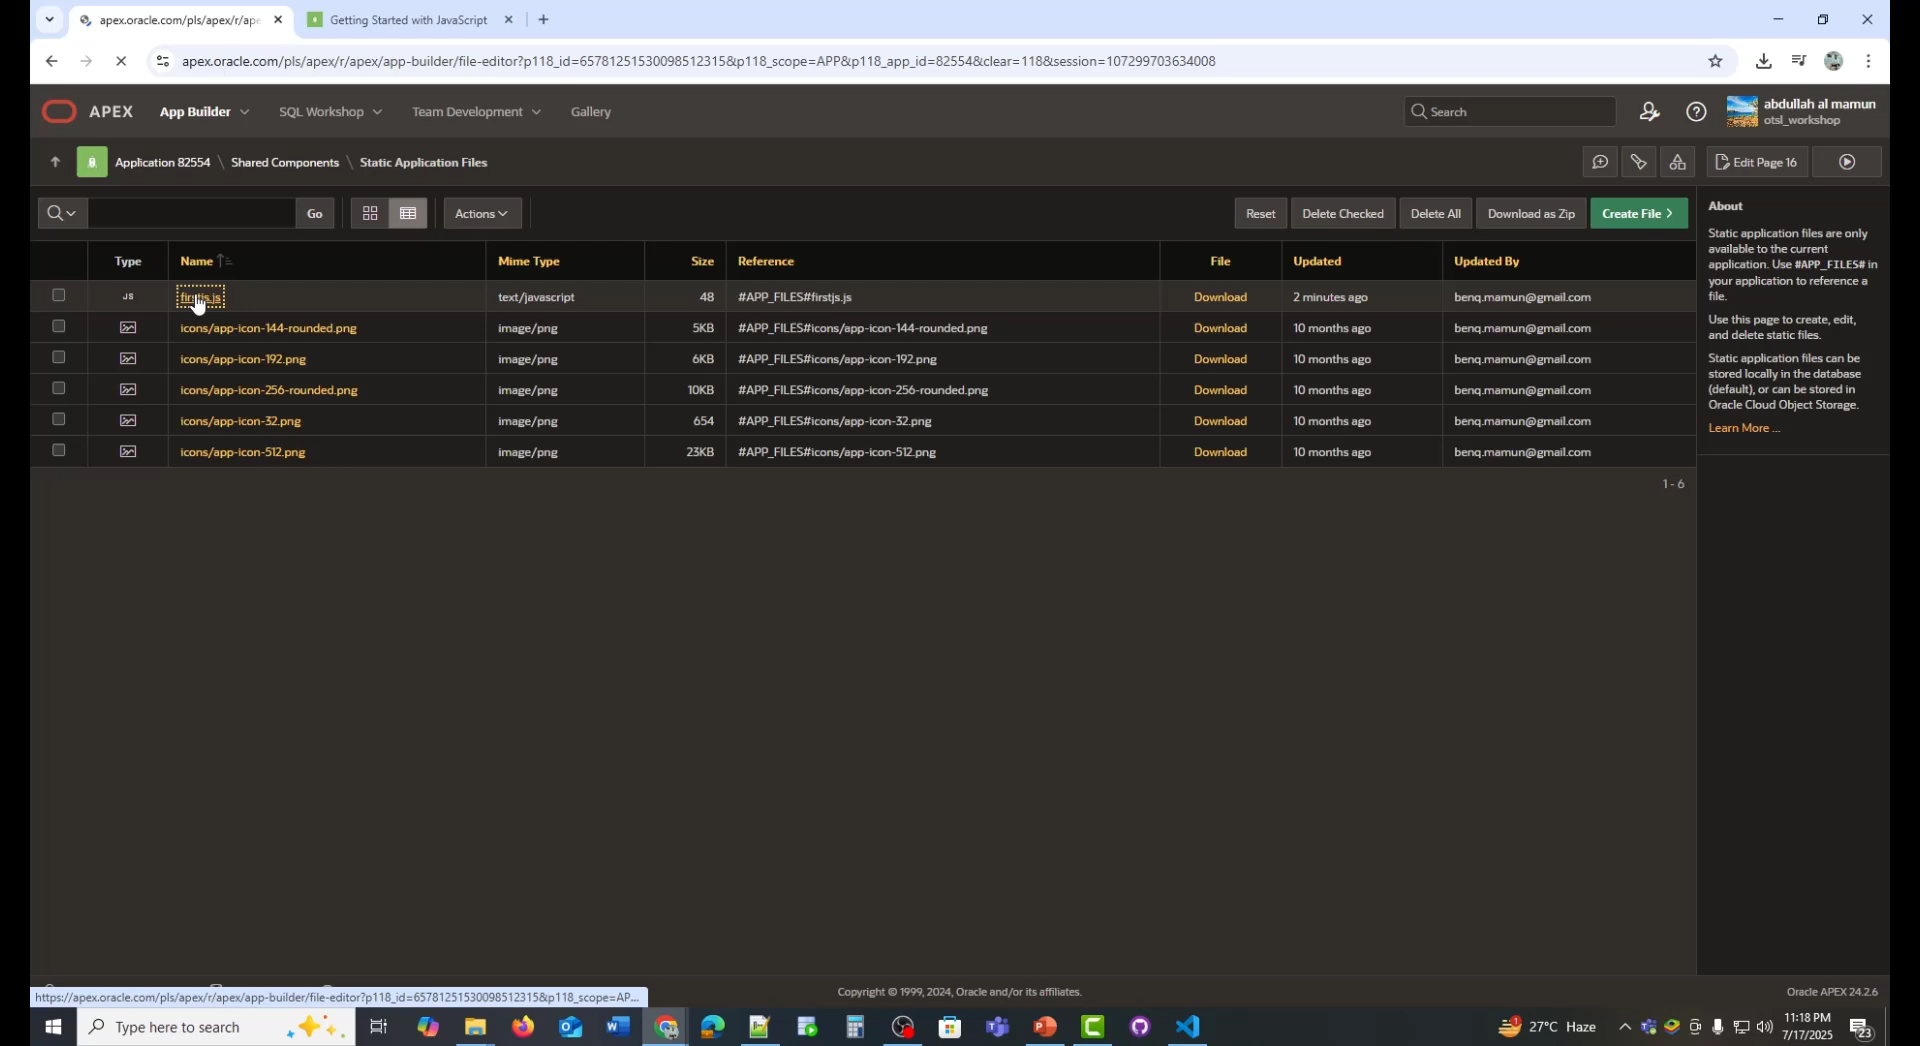 apex.oracle.com/pls/apex/r/ape
Getting Started with JavaScript
apex.oracle.com/pls/apex/r/apex/app-builder/file-editor?p118_id=65781251530098512315&p118_scope=APP&p118_app_id=82554&clear=118&session=107299703634008
APEX App Builder SQL Workshop Team Development Gallery
Search
abdullah al mamun
otsl_workshop
Application 82554 \ Shared Components \ Static Application Files
Edit Page 16
Go
Actions
Reset Delete Checked Delete All Download as Zip Create File
Type Name Mime Type Size Reference File Updated Updated By
JS firstjs.js text/javascript 48 #APP_FILES#firstjs.js Download 2 minutes ago benq.mamun@gmail.com
icons/app-icon-144-rounded.png image/png 5KB #APP_FILES#icons/app-icon-144-rounded.png Download 10 months ago benq.mamun@gmail.com
icons/app-icon-192.png image/png 6KB #APP_FILES#icons/app-icon-192.png Download 10 months ago benq.mamun@gmail.com
icons/app-icon-256-rounded.png image/png 10KB #APP_FILES#icons/app-icon-256-rounded.png Download 10 months ago benq.mamun@gmail.com
icons/app-icon-32.png image/png 654 #APP_FILES#icons/app-icon-32.png Download 10 months ago benq.mamun@gmail.com
icons/app-icon-512.png image/png 23KB #APP_FILES#icons/app-icon-512.png Download 10 months ago benq.mamun@gmail.com
1 - 6
About
Static application files are only
available to the current
application. Use #APP_FILES# in
your application to reference a
file.
Use this page to create, edit,
and delete static files.
Static application files can be
stored locally in the database
(default), or can be stored in
Oracle Cloud Object Storage.
Learn More ...
Copyright © 1999, 2024, Oracle and/or its affiliates.
Oracle APEX 24.2.6
https://apex.oracle.com/pls/apex/r/apex/app-builder/file-editor?p118_id=65781251530098512315&p118_scope=AP...
Type here to search
27°C Haze
11:18 PM
7/17/2025
23